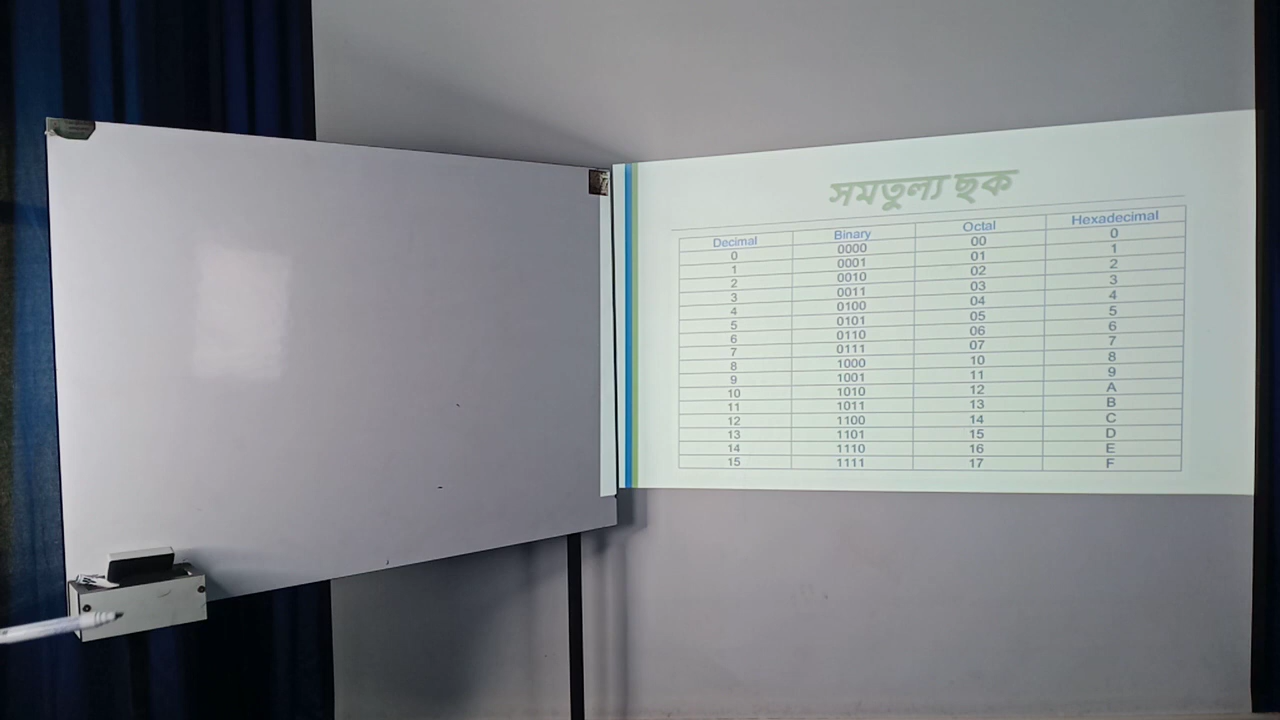 সমতুল্য ছক
Decimal Binary Octal Hexadecimal
0 0000 00 0
1 0001 01 1
2 0010 02 2
3 0011 03 3
4 0100 04 4
5 0101 05 5
6 0110 06 6
7 0111 07 7
8 1000 10 8
9 1001 11 9
10 1010 12 A
11 1011 13 B
12 1100 14 C
13 1101 15 D
14 1110 16 E
15 1111 17 F